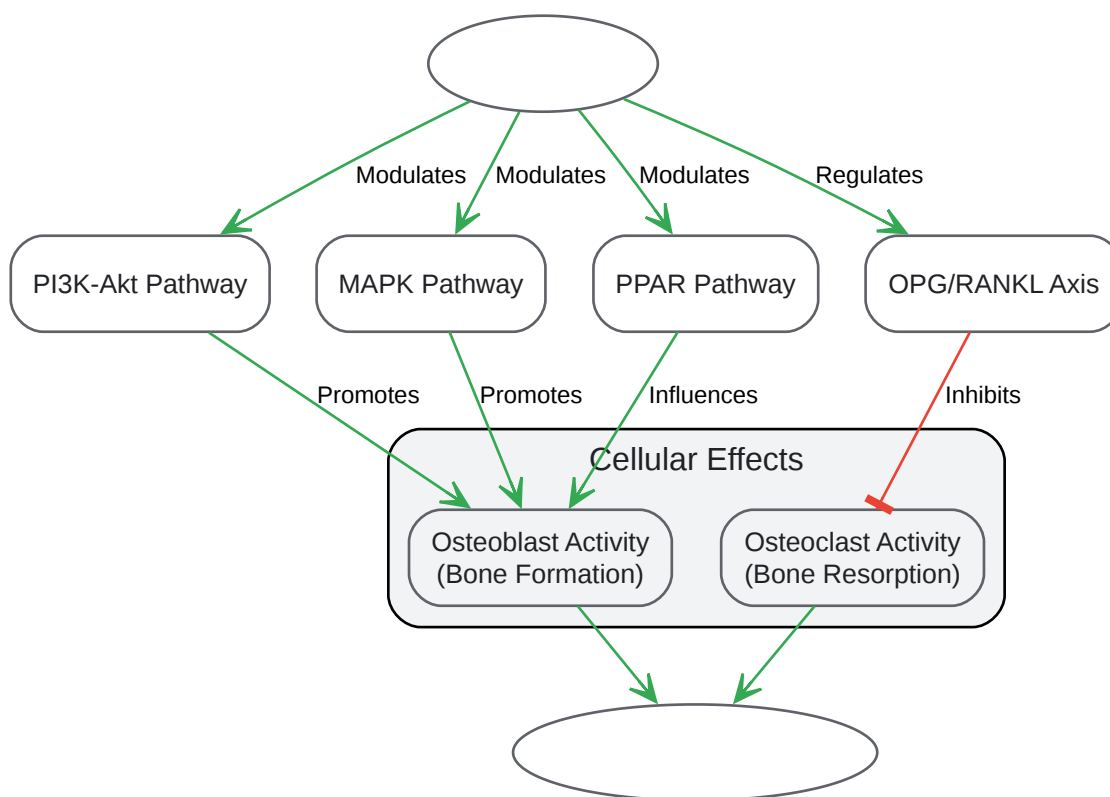 Modulates
Modulates
Modulates
Regulates
PI3K-Akt Pathway
MAPK Pathway
PPAR Pathway
OPG/RANKL Axis
Promotes
Promotes
Influences
Inhibits
Cellular Effects
Osteoblast Activity
(Bone Formation)
Osteoclast Activity
(Bone Resorption)